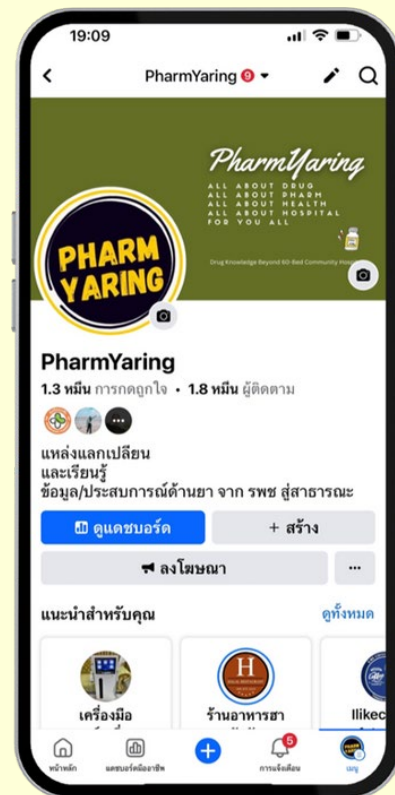 19:09
PharmYaring 9
PharmYaring
ALL ABOUT DRUG
ALL ABOUT PHARM
ALL ABOUT HEALTH
ALL ABOUT HOSPITAL
FOR YOU ALL
Drug Knowladge Beyond 60-Bed Community
PHARM
YARING
PharmYaring
1.3 หมื่น การกดถูกใจ • 1.8 หมื่น ผู้ติดตาม
แหล่งแลกเปลี่ยน
และเรียนรู้
ข้อมูล/ประสบการณ์ด้านยา จาก รพช สู่สาธารณะ
ดูแดชบอร์ด
+ สร้าง
ลงโฆษณา
แนะนำสำหรับคุณ
ดูทั้งหมด
H
เครื่องมือ
ร้านอาหารฮา
Ilikec
5
หน้าหลัก
แดชบอร์ดมืออาชีพ
การแจ้งเตือน
เมนู